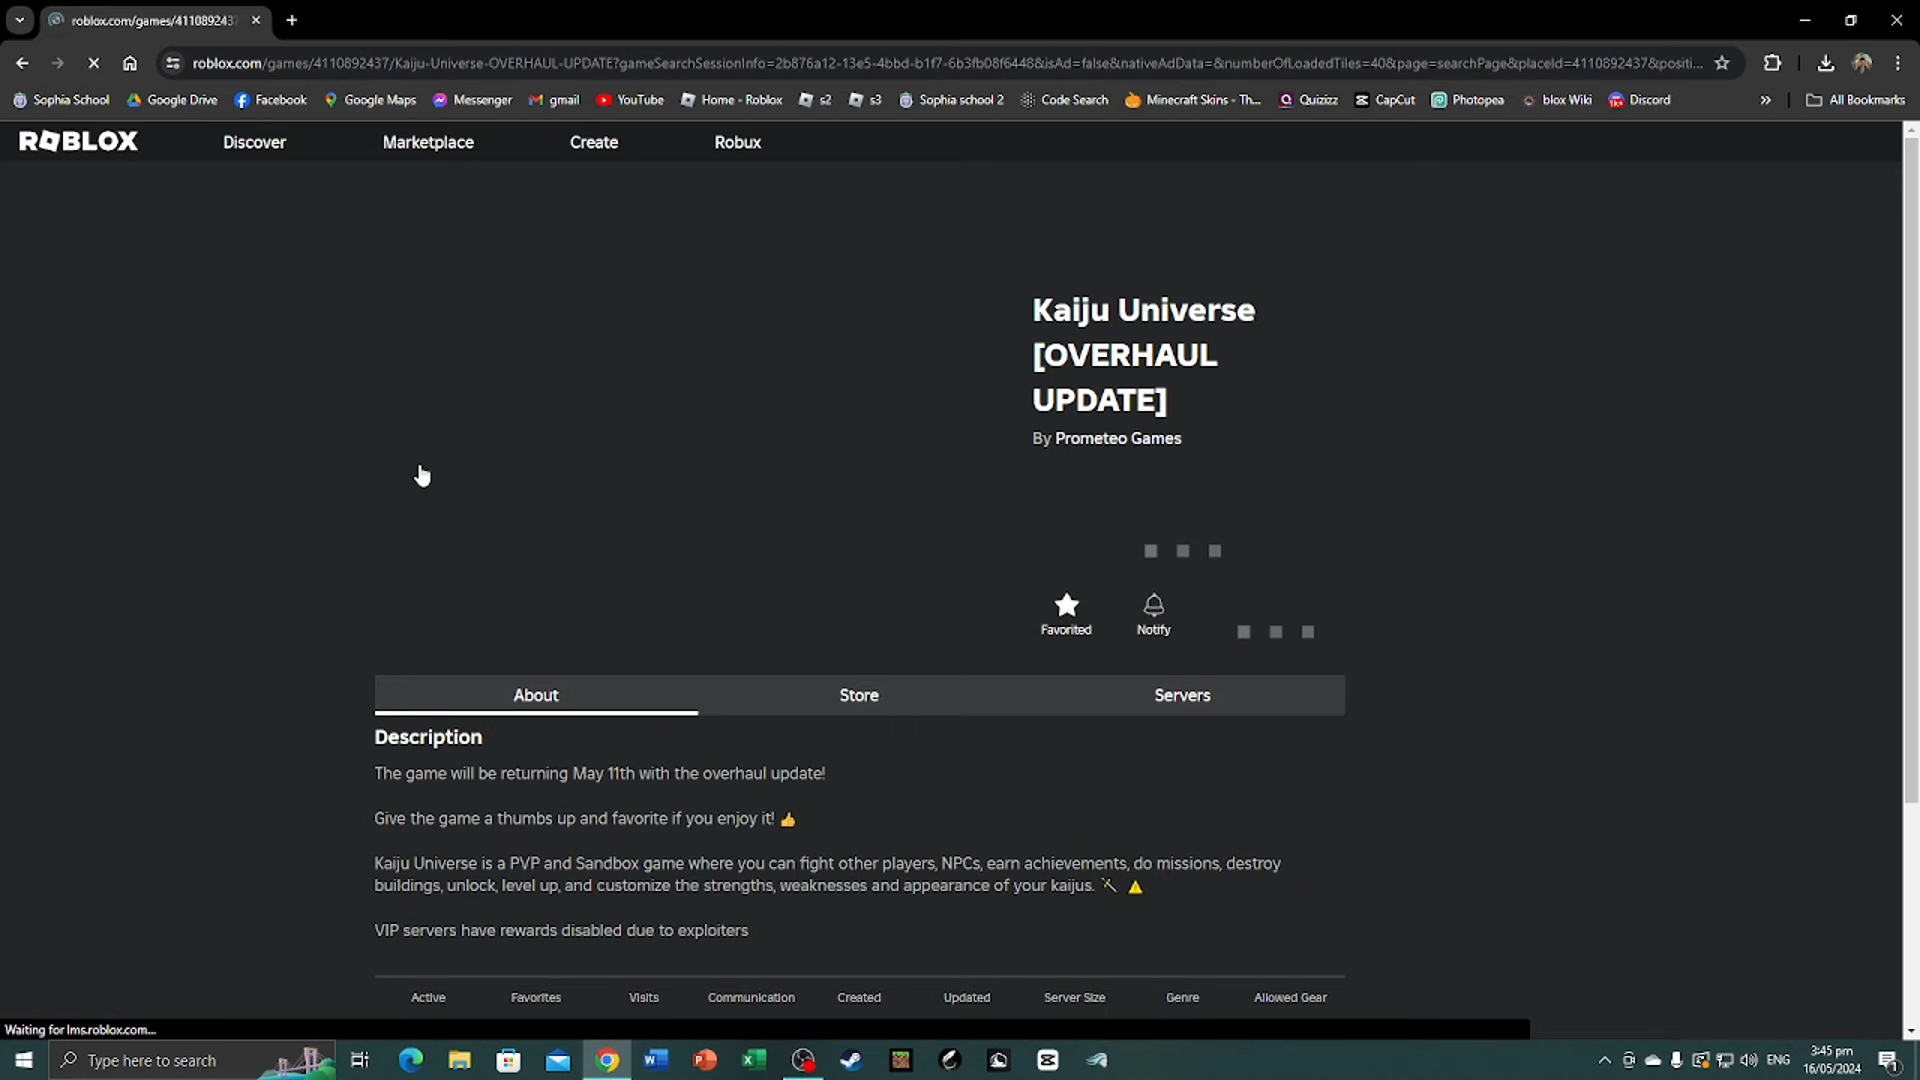 roblox.com/games/4110892437
roblox.com/games/4110892437/Kaiju-Universe-OVERHAUL-UPDATE?gameSearchSessionInfo=2b876a12-13e5-4bbd-b1f7-6b3fb08f6448&isAd=false&nativeAdData=&numberOfLoadedTiles=40&page=searchPage&placeId=4110892437&positi...
Sophia School Google Drive Facebook Google Maps Messenger gmail YouTube Home - Roblox s2 s3 Sophia school 2 Code Search Minecraft Skins - Th... Quizizz CapCut Photopea blox Wiki Discord » All Bookmarks
ROBLOX Discover Marketplace Create Robux
Kaiju Universe
[OVERHAUL
UPDATE]
By Prometeo Games
Favorited Notify
About Store Servers
Description
The game will be returning May 11th with the overhaul update!
Give the game a thumbs up and favorite if you enjoy it! 👍
Kaiju Universe is a PVP and Sandbox game where you can fight other players, NPCs, earn achievements, do missions, destroy
buildings, unlock, level up, and customize the strengths, weaknesses and appearance of your kaijus. 🗡 ⚠
VIP servers have rewards disabled due to exploiters
Active Favorites Visits Communication Created Updated Server Size Genre Allowed Gear
Waiting for lms.roblox.com...
Type here to search
ENG
3:45 pm
16/05/2024